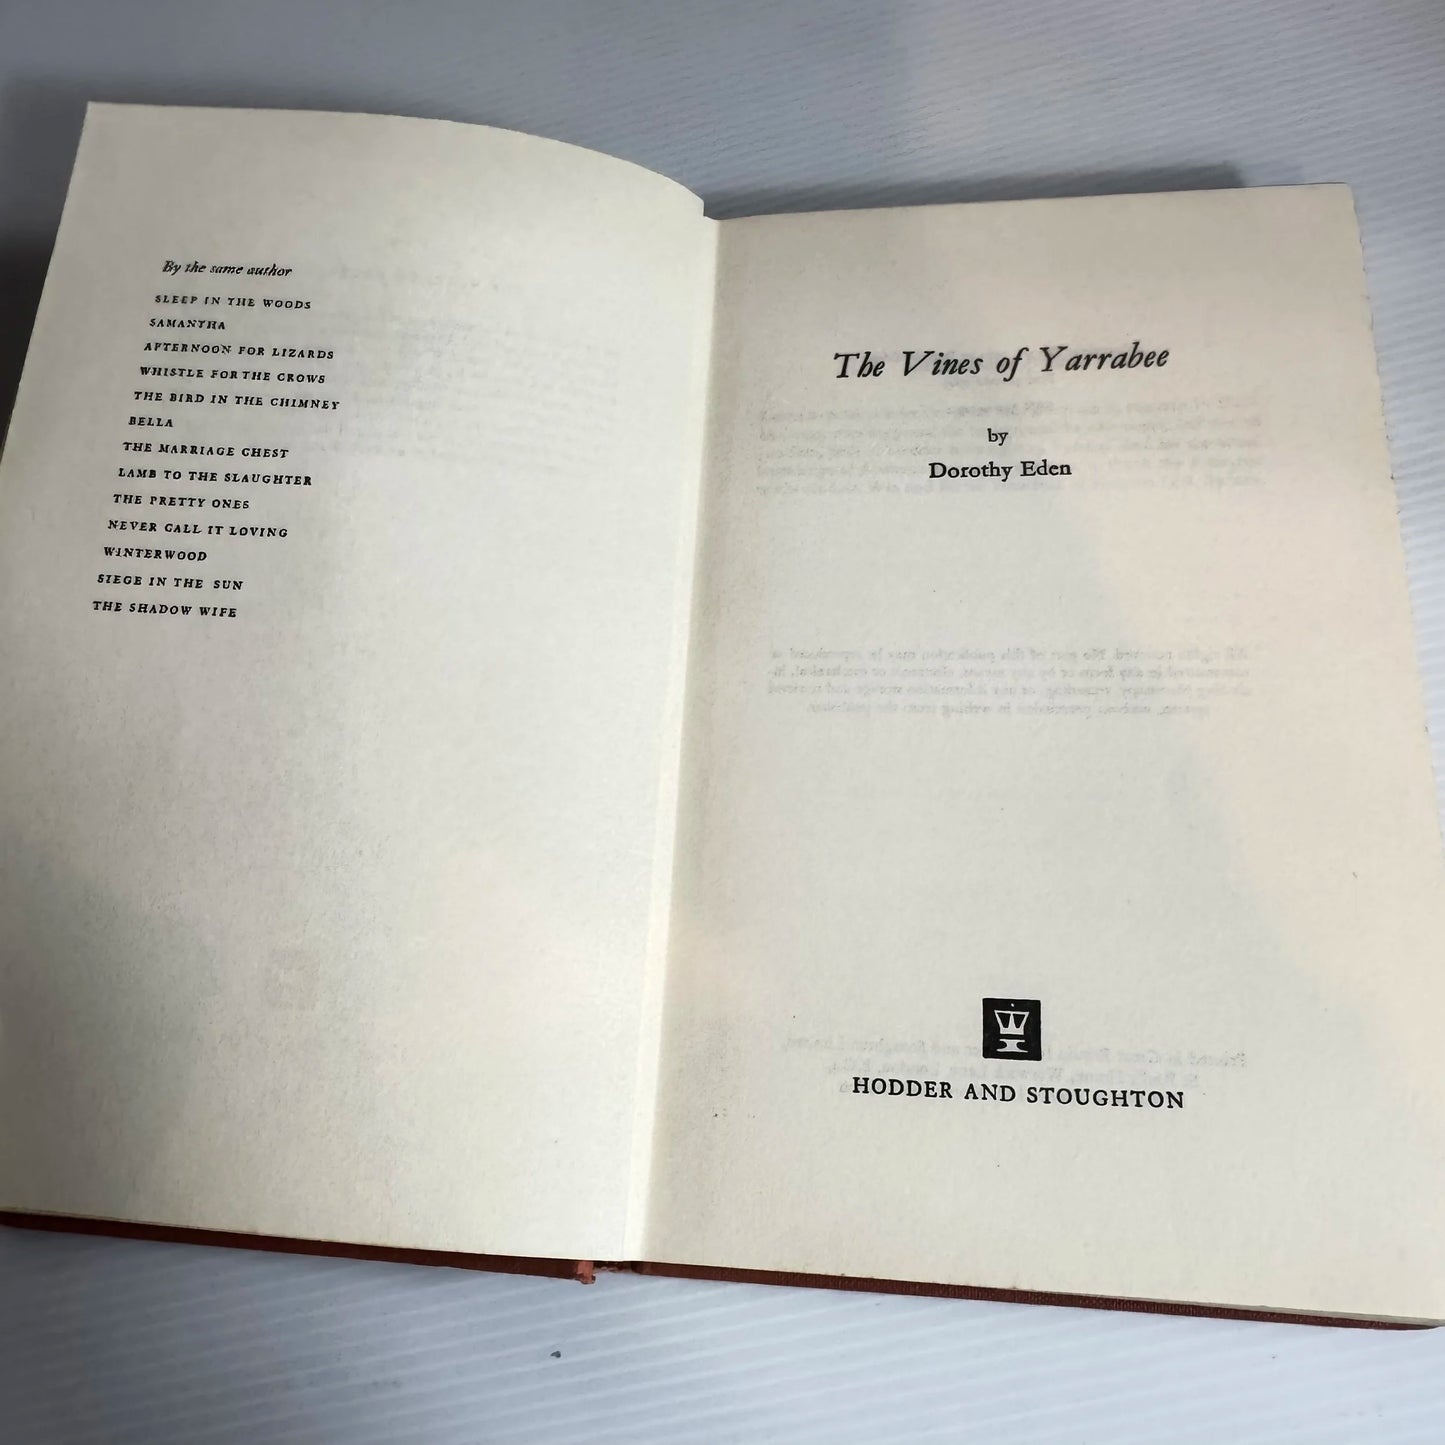 By the same author
SLEEP IN THE WOODS
SAMANTHA
AFTERNOON FOR LIZARDS
WHISTLE FOR THE CROWS
THE BIRD IN THE CHIMNEY
BELLA
THE MARRIAGE CHEST
LAMB TO THE SLAUGHTER
THE PRETTY ONES
NEVER CALL IT LOVING
WINTERWOOD
SIEGE IN THE SUN
THE SHADOW WIFE
The Vines of Yarrabee
by
Dorothy Eden
HODDER AND STOUGHTON